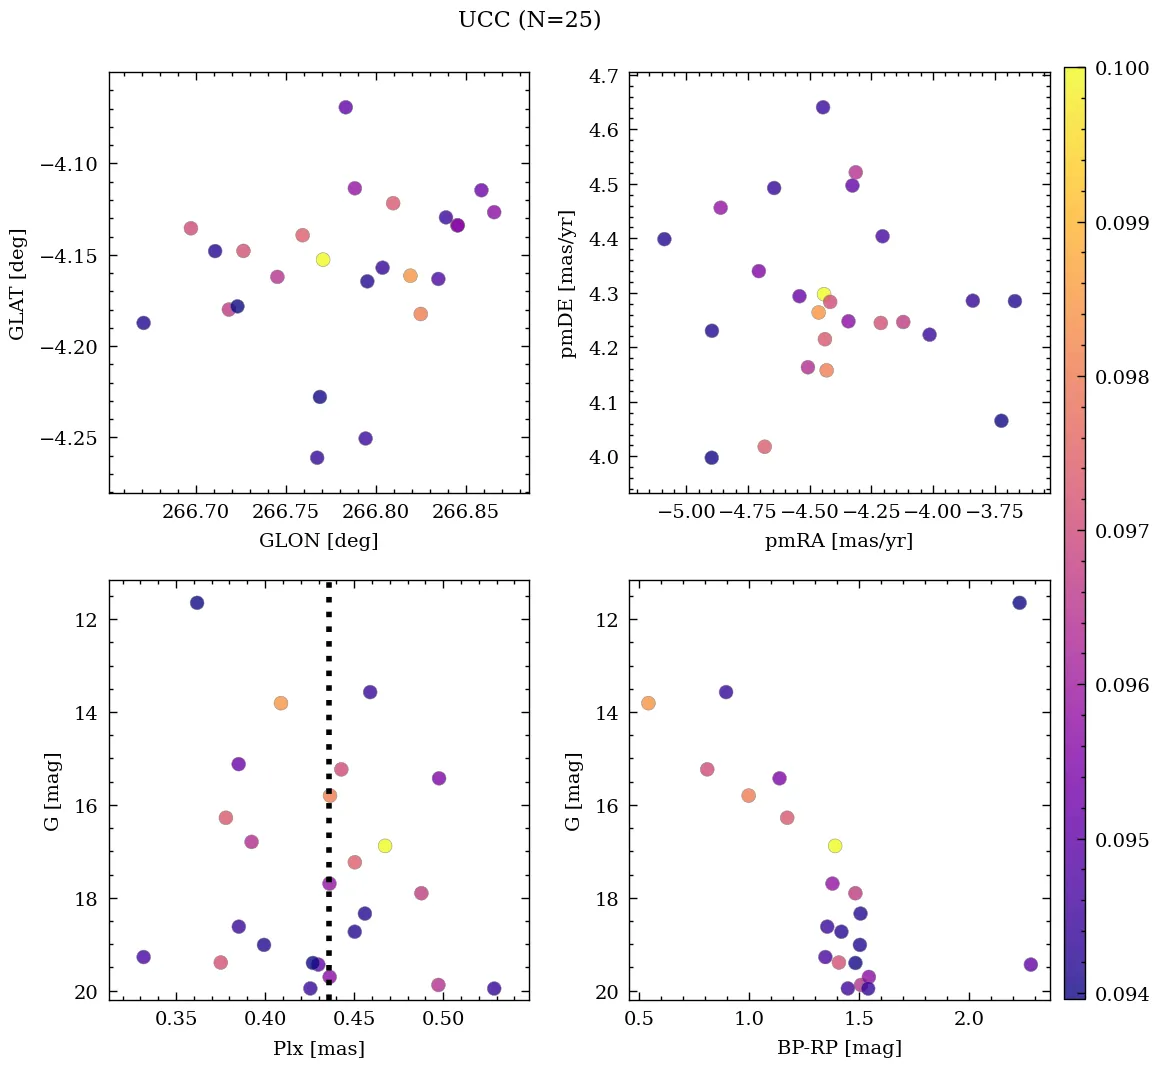 UCC (N=25)
−4.10
−4.15
−4.20
−4.25
GLAT [deg]
266.70 266.75 266.80 266.85
GLON [deg]
4.7
4.6
4.5
4.4
4.3
4.2
4.1
4.0
pmDE [mas/yr]
−5.00 −4.75 −4.50 −4.25 −4.00 −3.75
pmRA [mas/yr]
12
14
16
18
20
G [mag]
0.35 0.40 0.45 0.50
Plx [mas]
12
14
16
18
20
G [mag]
0.5 1.0 1.5 2.0
BP-RP [mag]
0.100
0.099
0.098
0.097
0.096
0.095
0.094